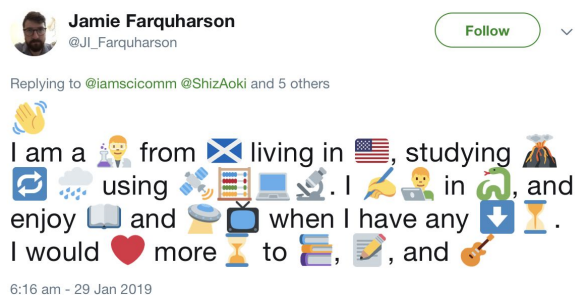 Jamie Farquharson
@JI_Farquharson
Follow
Replying to @iamscicomm @ShizAoki and 5 others
👋
I am a 👨‍🔬 from 🏴󠁧󠁢󠁳󠁣󠁴󠁿 living in 🇺🇸, studying 🌋
🔁 🌧️ using 🛰️🧮💻🔬. I ✍️👨‍💻 in 🐍, and
enjoy 📖 and 🛸📺 when I have any ⬇️⏳.
I would ❤️ more ⏳ to 📚, 📝, and 🎸
6:16 am - 29 Jan 2019